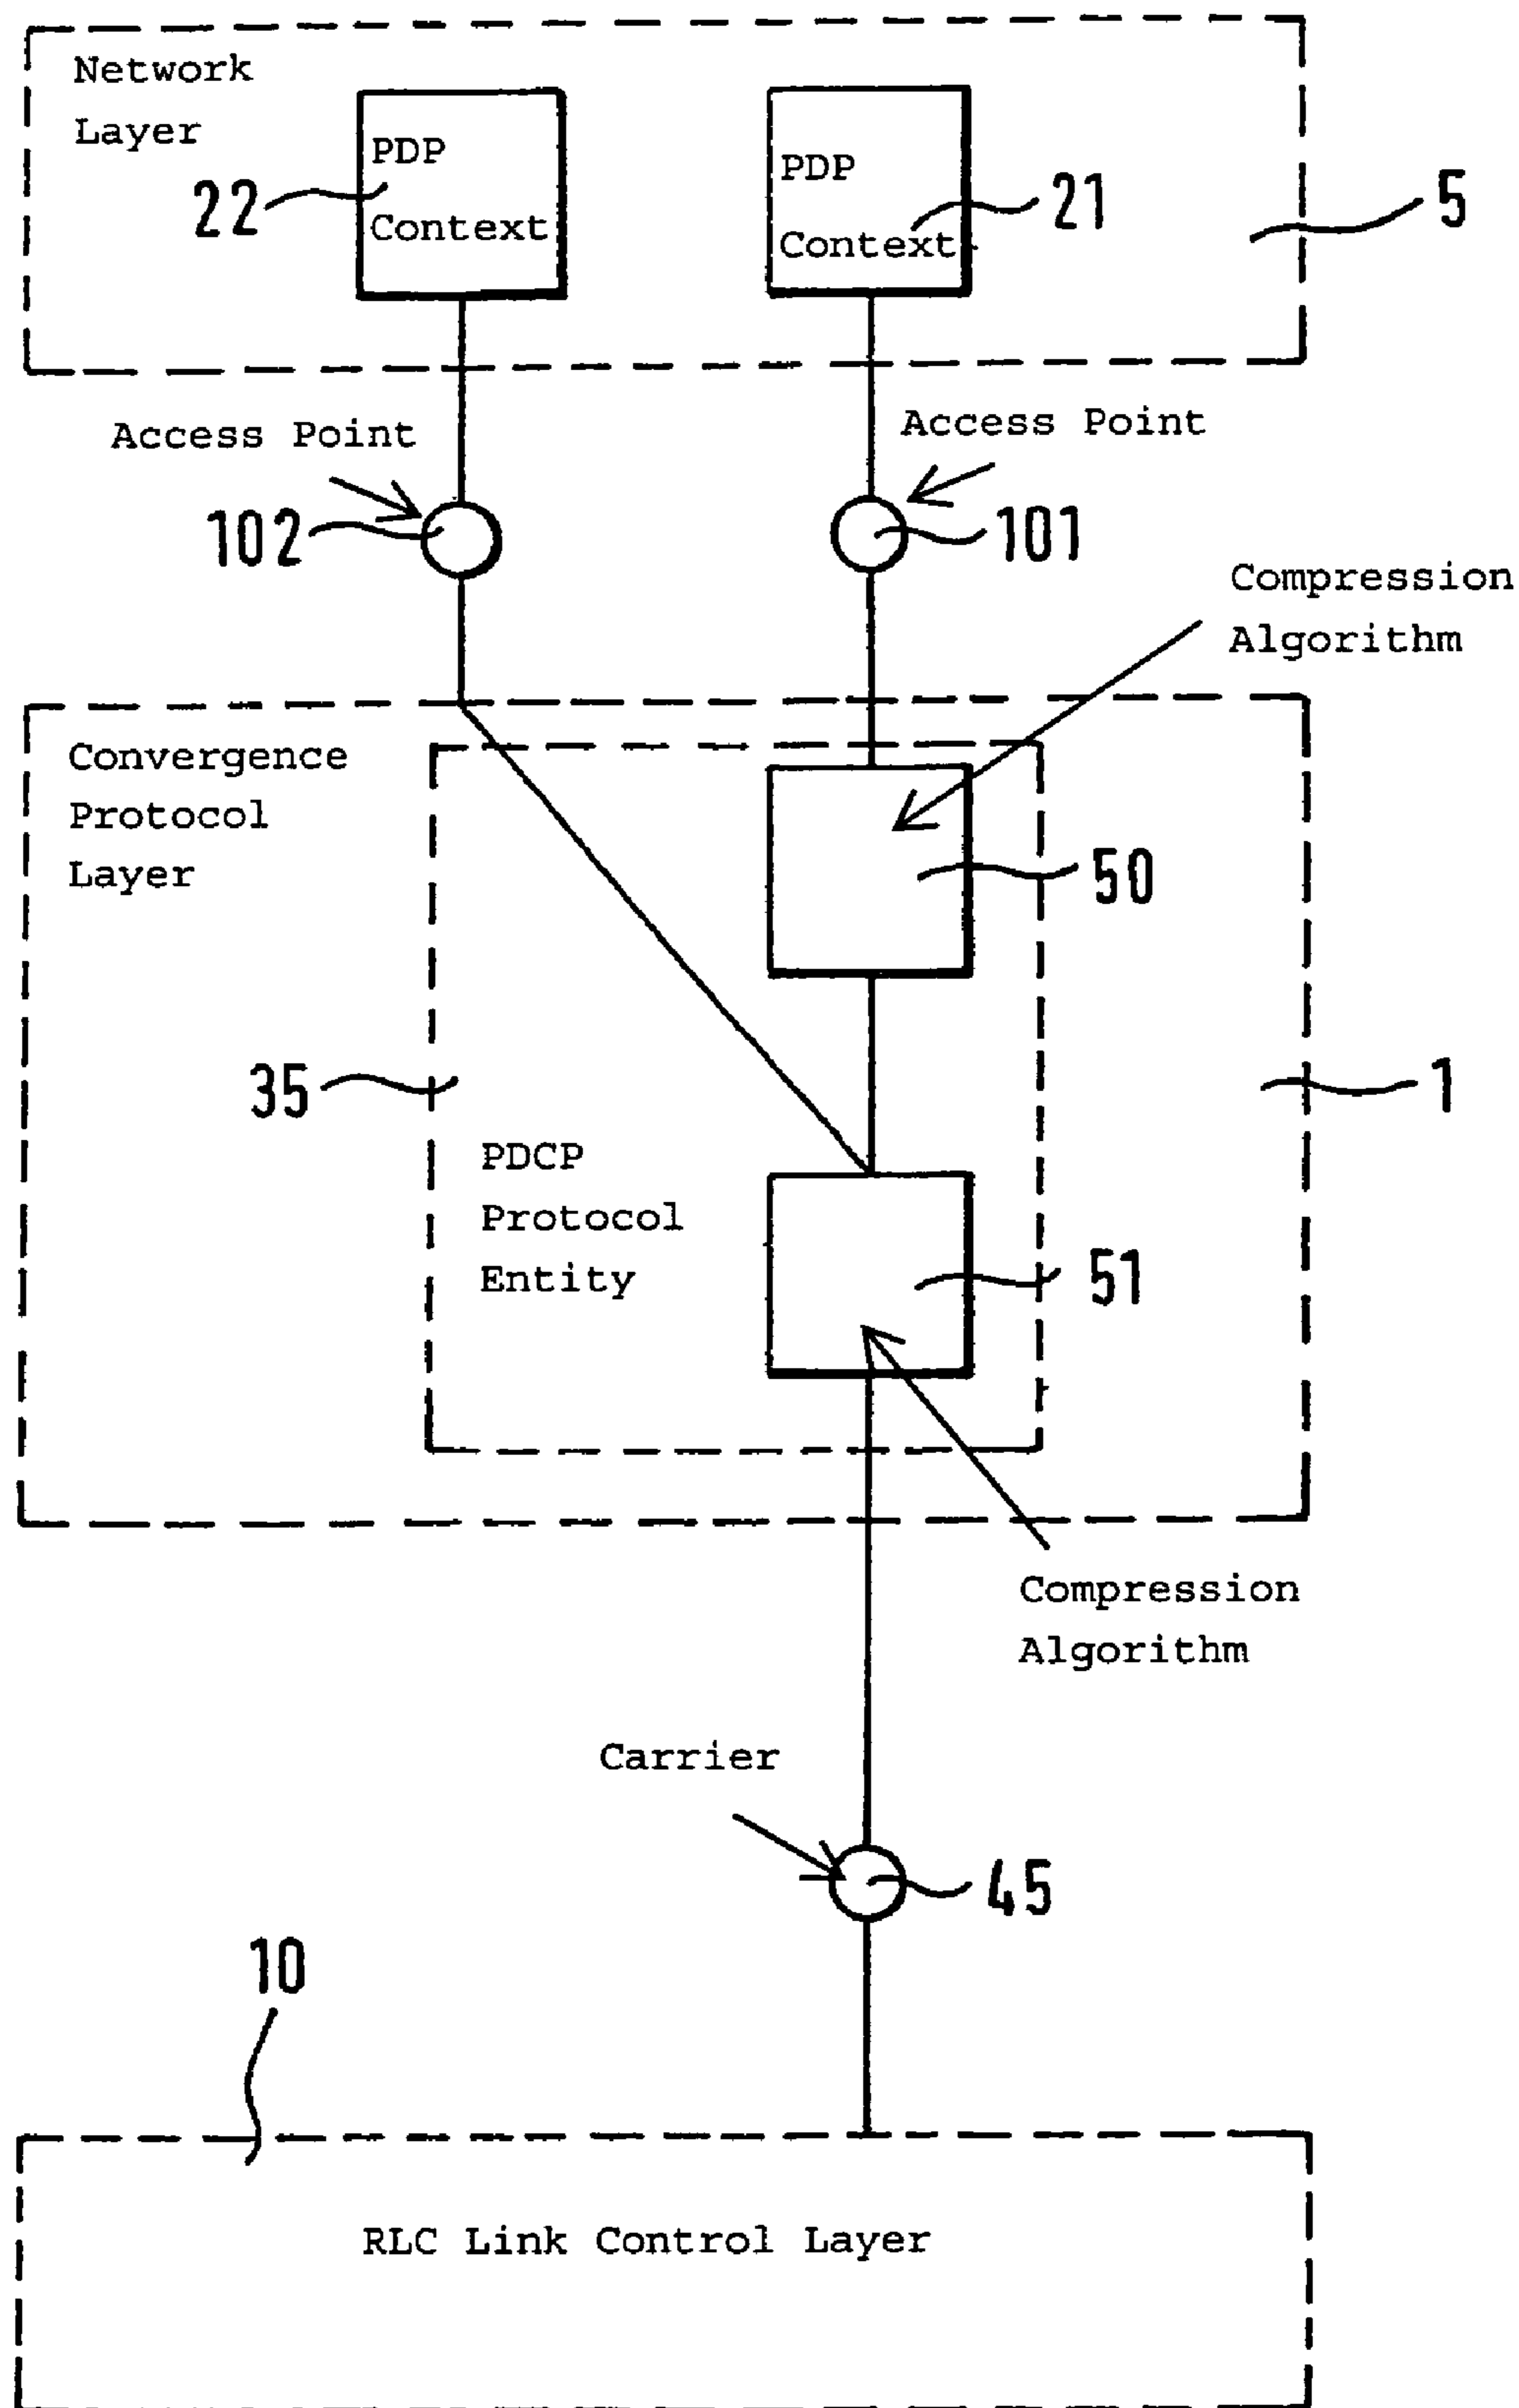 Network
Layer
PDP
Context
22
PDP
Context
21
5
Access Point
Access Point
102
101
Compression
Algorithm
Convergence
Protocol
Layer
50
35
1
PDCP
Protocol
Entity
51
Compression
Algorithm
Carrier
45
10
RLC Link Control Layer